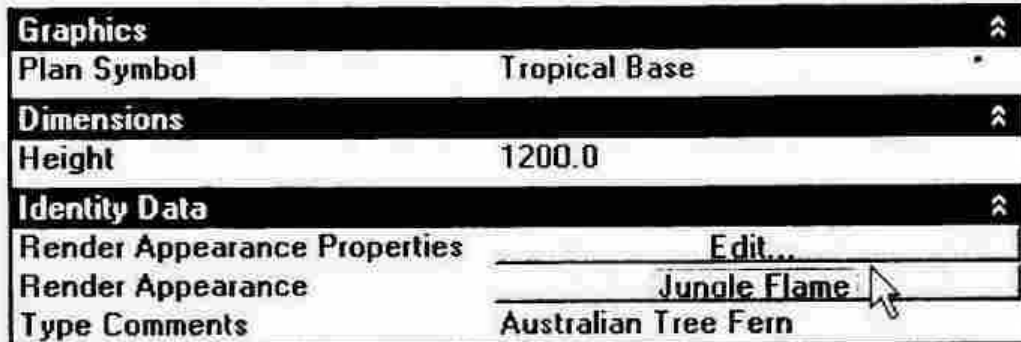 Graphics
Plan Symbol Tropical Base
Dimensions
Height 1200.0
Identity Data
Render Appearance Properties Edit...
Render Appearance Jungle Flame
Type Comments Australian Tree Fern